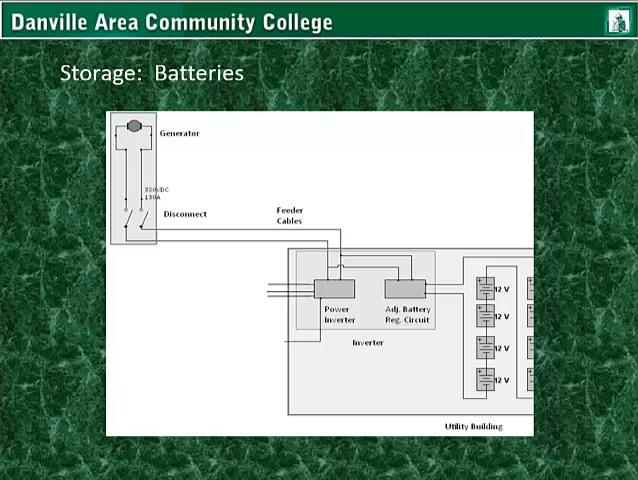 Danville Area Community College
Storage: Batteries
Generator
300VDC
130A
Disconnect
Feeder
Cables
Power
Inverter
Adj. Battery
Reg. Circuit
Inverter
12 V
12 V
12 V
12 V
Utility Building